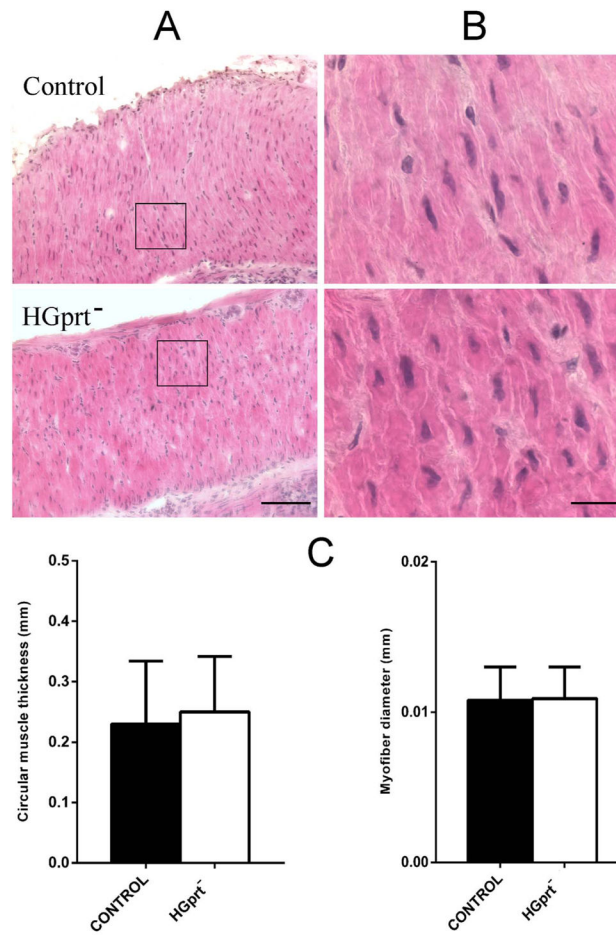 A
B
Control
HGprt⁻
C
0.5
0.4
0.3
0.2
0.1
0.0
Circular muscle thickness (mm)
CONTROL
HGprt⁻
0.02
0.01
0.00
Myofiber diameter (mm)
CONTROL
HGprt⁻